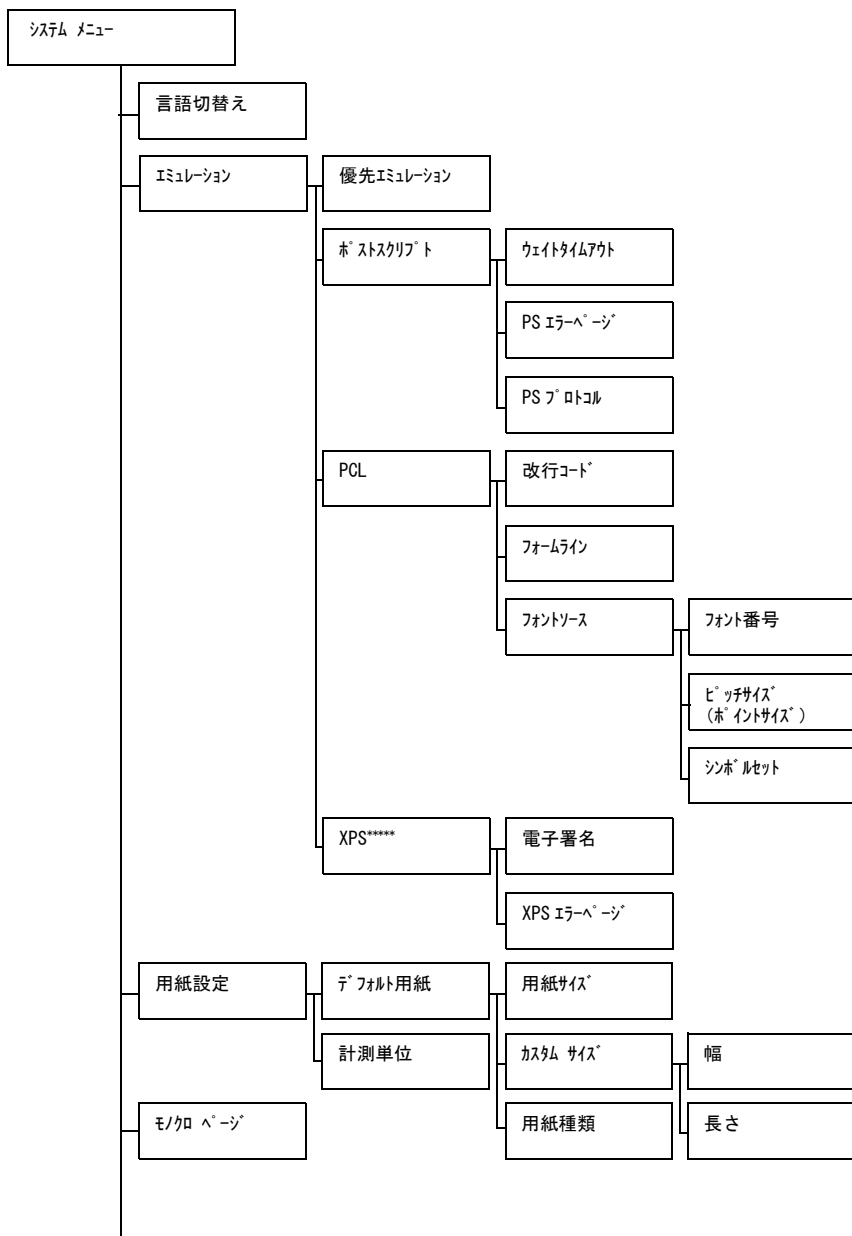 ｼｽﾃﾑ ﾒﾆｭｰ
言語切替え
ｴﾐｭﾚｰｼｮﾝ
優先ｴﾐｭﾚｰｼｮﾝ
ﾎﾟｽﾄｽｸﾘﾌﾟﾄ
ｳｪｲﾄﾀｲﾑｱｳﾄ
PS ｴﾗｰﾍﾟｰｼﾞ
PS ﾌﾟﾛﾄｺﾙ
PCL
改行ｺｰﾄﾞ
ﾌｫｰﾑﾗｲﾝ
ﾌｫﾝﾄｿｰｽ
ﾌｫﾝﾄ番号
ﾋﾟｯﾁｻｲｽﾞ
(ﾎﾟｲﾝﾄｻｲｽﾞ)
ｼﾝﾎﾞﾙｾｯﾄ
XPS*****
電子署名
XPS ｴﾗｰﾍﾟｰｼﾞ
用紙設定
ﾃﾞﾌｫﾙﾄ用紙
用紙ｻｲｽﾞ
計測単位
ｶｽﾀﾑ ｻｲｽﾞ
幅
ﾓﾉｸﾛ ﾍﾟｰｼﾞ
用紙種類
長さ